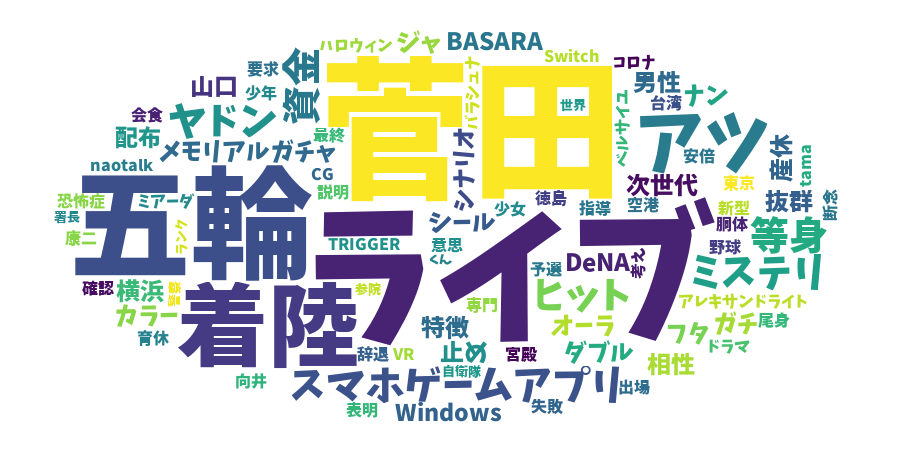 ハロウィン
ジャ
BASARA
Switch
コロナ
要求
資金
菅田
パラシュナ
世界
男性
台湾
ナン
山口
少年
会食
ヤドン
配布
最終
ベルサイユ
アツ
安倍
メモリアルガチャ
シナリオ
産休
tama
naotalk
CG
説明
次世代
東京
抜群
断念
恐怖症
ミアーダ
五輪
ライブ
シール
少女
徳島
指導
空港
新型
胴体
等身
署長
康二
ランク
TRIGGER
意思
くん
野球
ミステリ
確認
横浜
警察
着陸
参院
予選
DeNA
考え
専門
ヒット
アレキサンドライト
カラー
特徴
オーラ
フタ
ガチ
尾身
育休
辞退
VR
止め
宮殿
ダブル
ドラマ
向井
スマホゲームアプリ
自衛隊
相性
出場
表明
Windows
失敗